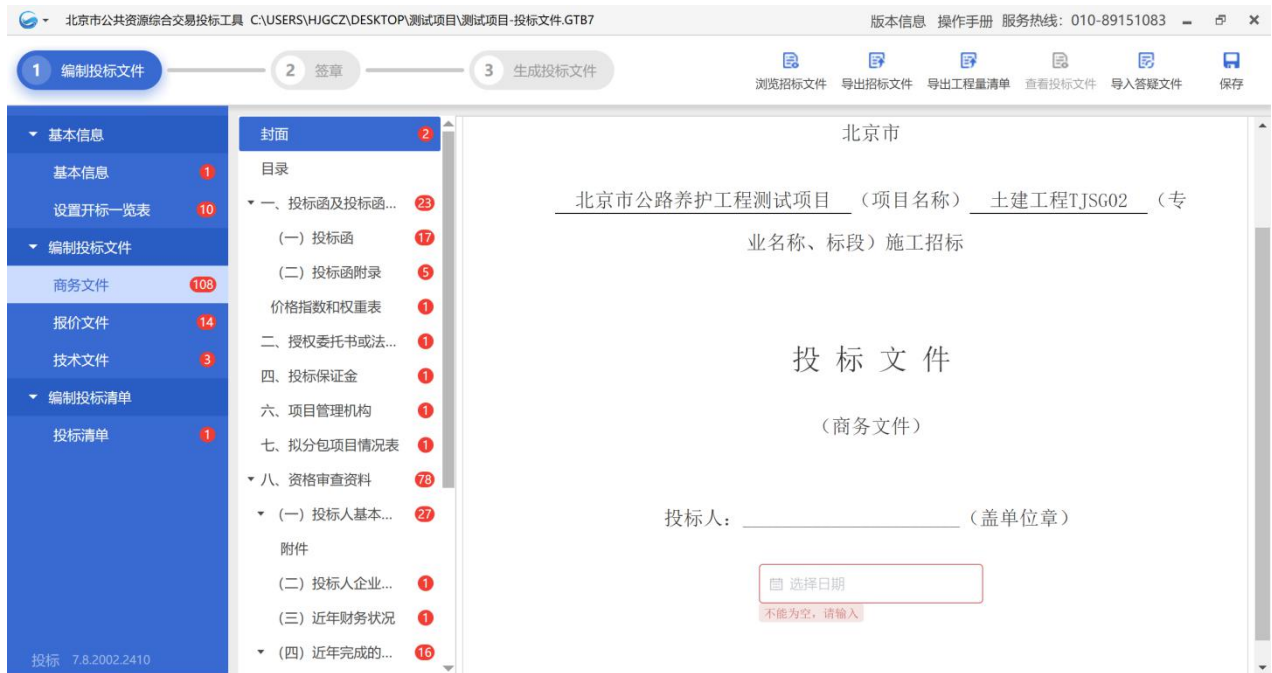 北京市公共资源综合交易投标工具 C:\USERS\HJGCZ\DESKTOP\测试项目\测试项目-投标文件.GTB7 版本信息 操作手册 服务热线：010-89151083
1 编制投标文件 2 签章 3 生成投标文件
浏览招标文件 导出招标文件 导出工程量清单 查看投标文件 导入答疑文件 保存
基本信息
基本信息 1
设置开标一览表 10
编制投标文件
商务文件 108
报价文件 14
技术文件 3
编制投标清单
投标清单 1
投标 7.8.2002.2410
封面 2
目录
一、投标函及投标函... 23
（一）投标函 17
（二）投标函附录 5
价格指数和权重表 1
二、授权委托书或法... 1
四、投标保证金 1
六、项目管理机构 1
七、拟分包项目情况表 1
八、资格审查资料 78
（一）投标人基本... 27
附件
（二）投标人企业... 1
（三）近年财务状况 1
（四）近年完成的... 16
北京市
北京市公路养护工程测试项目 （项目名称） 土建工程TJSG02 （专
业名称、标段）施工招标
投标文件
（商务文件）
投标人：（盖单位章）
选择日期
不能为空，请输入